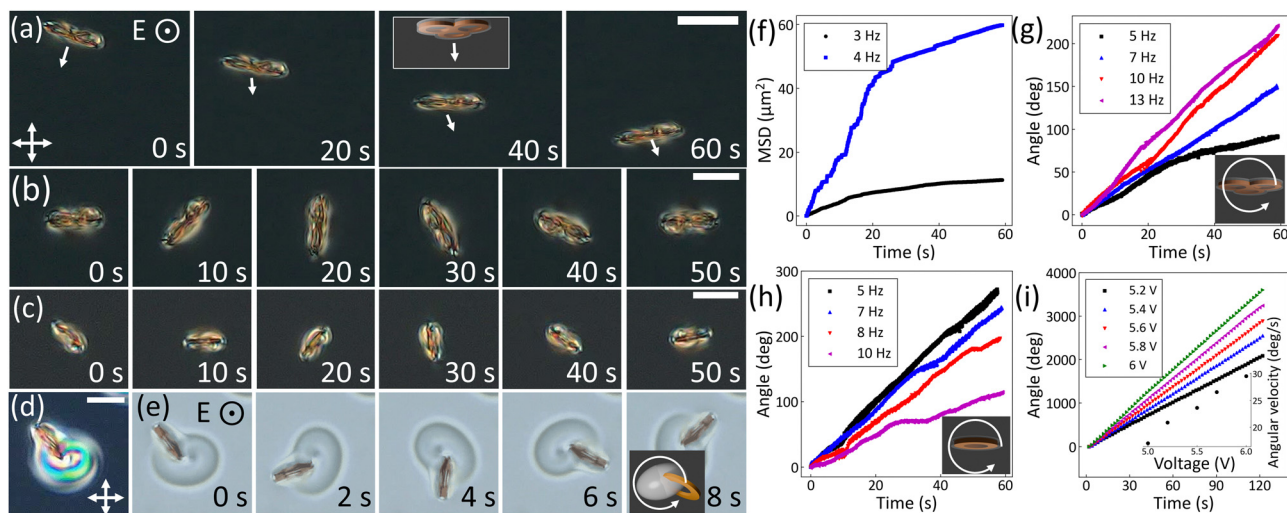 (a) E
0 s 20 s 40 s 60 s
(b)
0 s 10 s 20 s 30 s 40 s 50 s
(c)
0 s 10 s 20 s 30 s 40 s 50 s
(d) (e) E
0 s 2 s 4 s 6 s 8 s
(f)
60
40
20
0
MSD (μm²)
3 Hz
4 Hz
0 20 40 60
Time (s)
(g)
200
150
100
50
0
Angle (deg)
5 Hz
7 Hz
10 Hz
13 Hz
0 20 40 60
Time (s)
(h)
300
200
100
0
Angle (deg)
5 Hz
7 Hz
8 Hz
10 Hz
0 10 20 30 40 50 60
Time (s)
(i)
4000
3000
2000
1000
0
Angle (deg)
5.2 V
5.4 V
5.6 V
5.8 V
6 V
30
25
20
Angular velocity (deg/s)
5.0 5.5 6.0
Voltage (V)
0 30 60 90 120
Time (s)